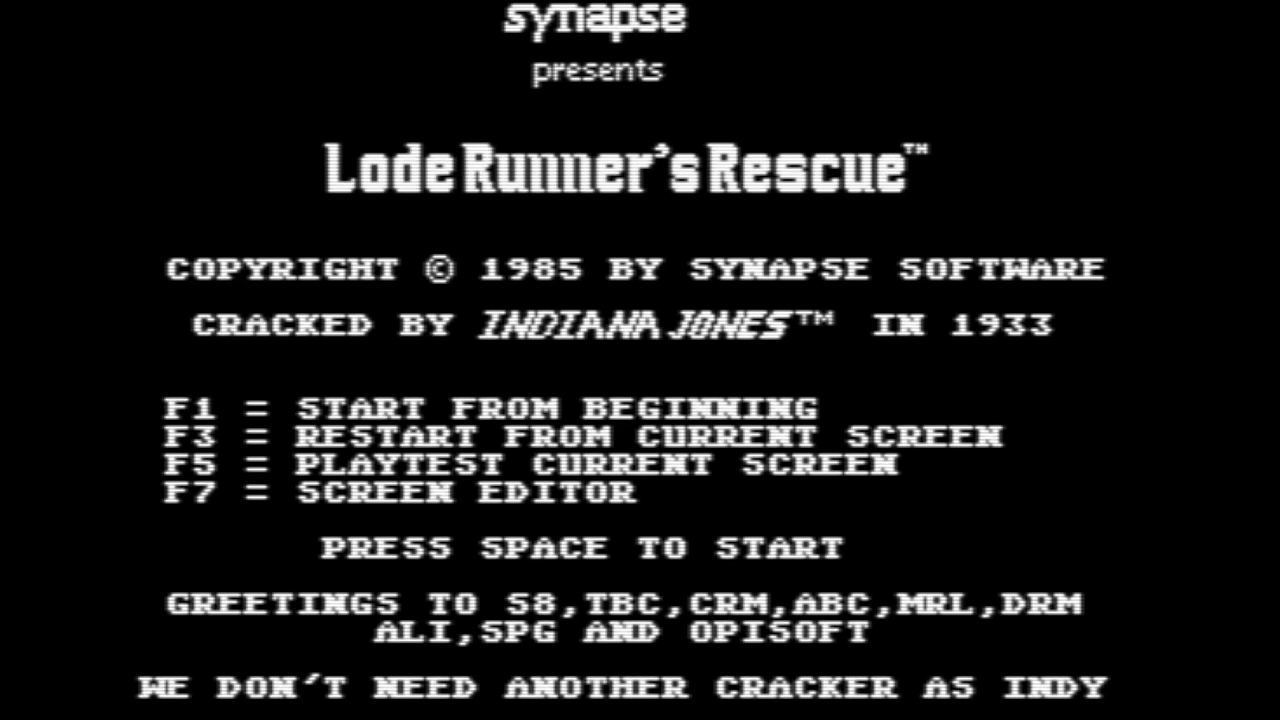 synapse
presents
Lode Runner's Rescue™
COPYRIGHT © 1985 BY SYNAPSE SOFTWARE
CRACKED BY INDIANA JONES™ IN 1933
F1 = START FROM BEGINNING
F3 = RESTART FROM CURRENT SCREEN
F5 = PLAYTEST CURRENT SCREEN
F7 = SCREEN EDITOR
PRESS SPACE TO START
GREETINGS TO S8,TBC,CRM,ABC,MRL,DRM
ALI,SPG AND OPISOFT
WE DON'T NEED ANOTHER CRACKER AS INDY